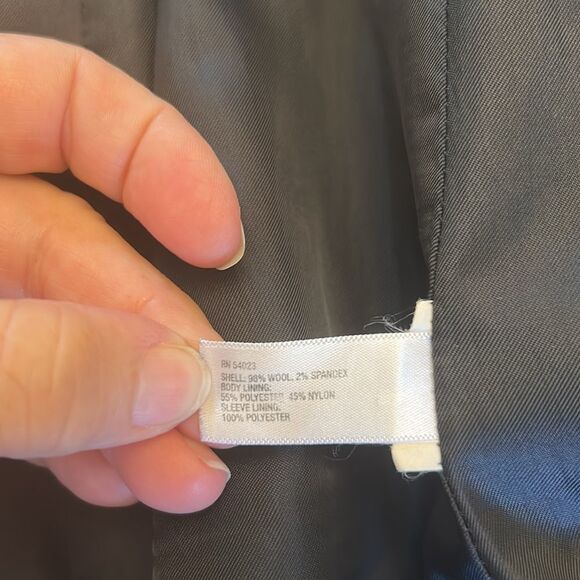 RN 54023
SHELL: 98% WOOL, 2% SPANDEX
BODY LINING:
55% POLYESTER, 45% NYLON
SLEEVE LINING:
100% POLYESTER